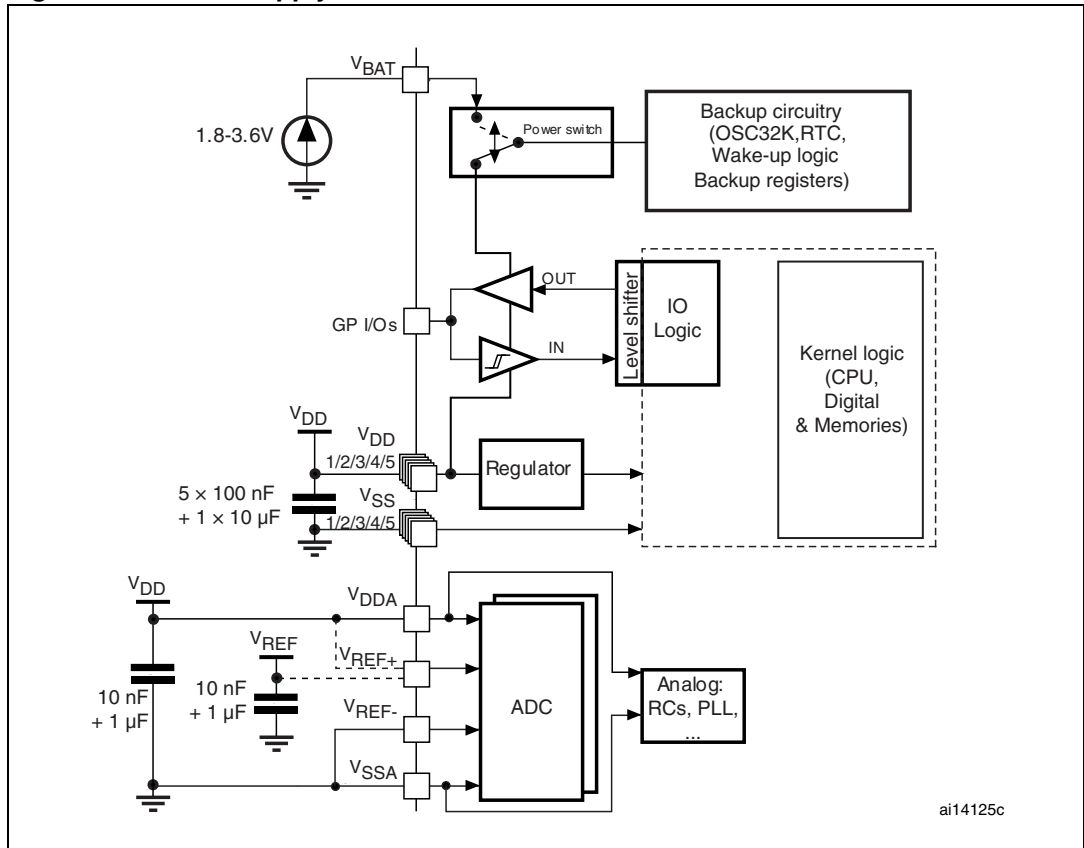 VBAT
1.8-3.6V
Power switch
Backup circuitry
(OSC32K,RTC,
Wake-up logic
Backup registers)
OUT
GP I/Os
IN
Level shifter
IO
Logic
Kernel logic
(CPU,
Digital
& Memories)
VDD
VDD
1/2/3/4/5
Regulator
5 × 100 nF
+ 1 × 10 µF
VSS
1/2/3/4/5
VDD
VDDA
VREF
VREF+
10 nF
+ 1 µF
10 nF
+ 1 µF
VREF-
ADC
Analog:
RCs, PLL,
...
VSSA
ai14125c